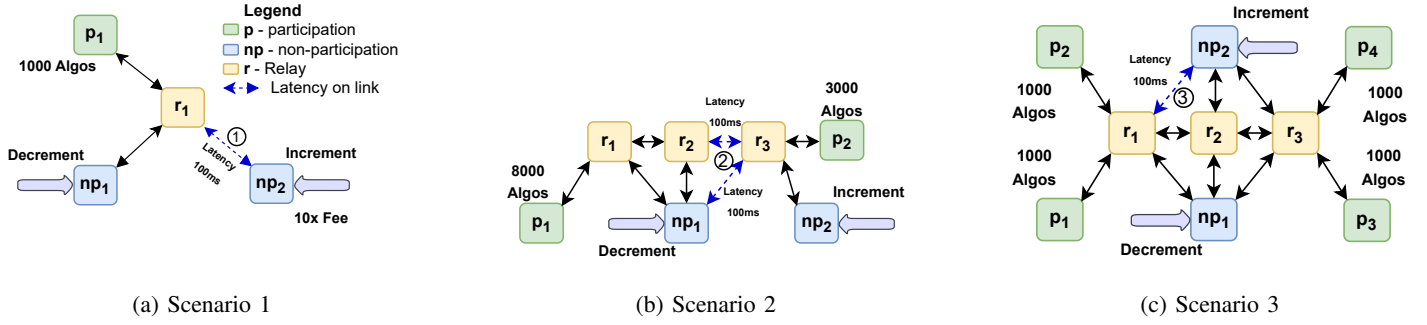 Legend
p - participation
np - non-participation
r - Relay
Latency on link
p1
1000 Algos
r1
①
Latency
100ms
Decrement
np1
Increment
np2
10x Fee
(a) Scenario 1
3000
Algos
Latency
100ms
r1
r2
r3
p2
②
8000
Algos
Latency
100ms
Increment
p1
np1
np2
Decrement
(b) Scenario 2
Increment
p2
np2
p4
Latency
100ms
③
1000
Algos
1000
Algos
r1
r2
r3
1000
Algos
1000
Algos
p1
np1
p3
Decrement
(c) Scenario 3